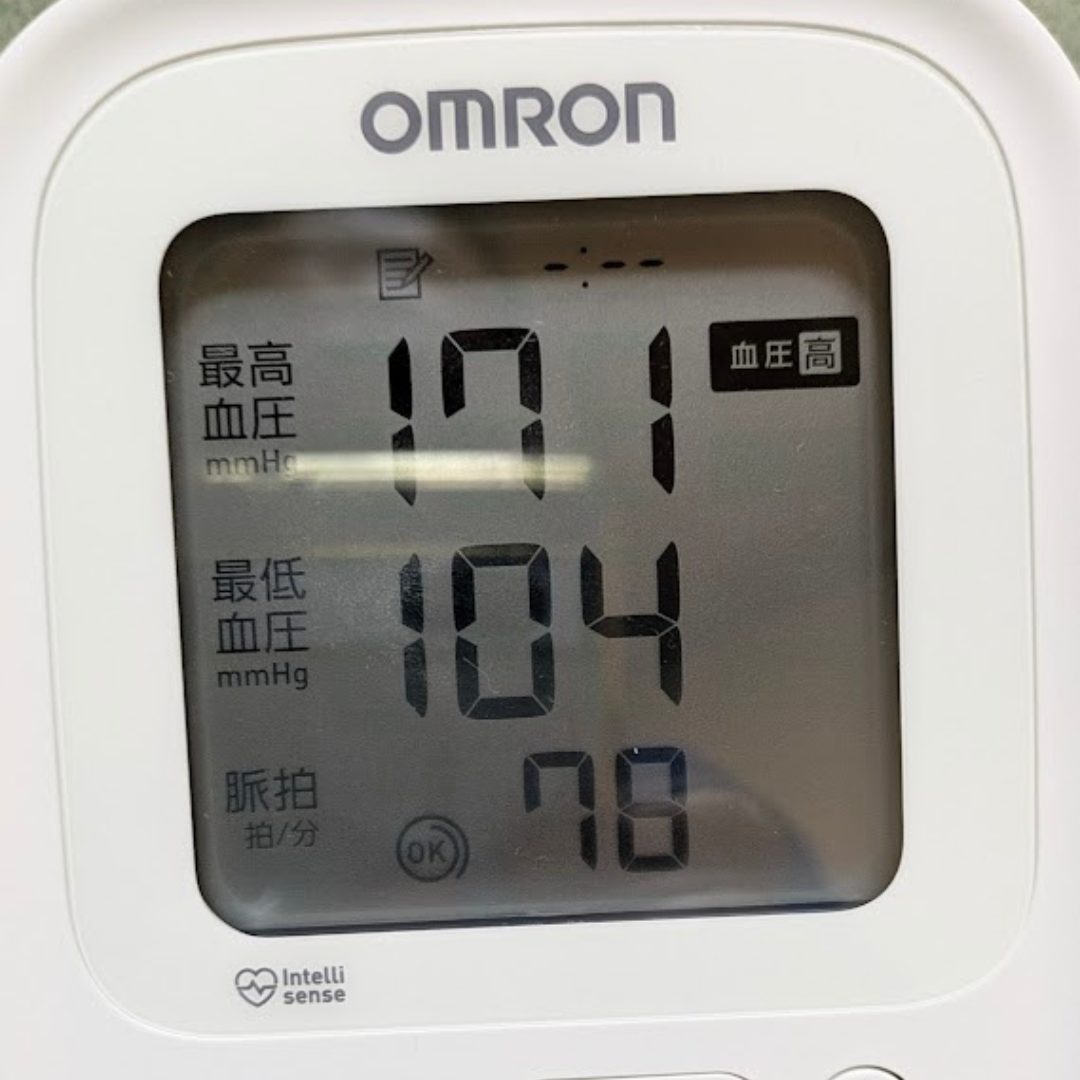 OMRON
-:--
最高
血圧
mmHg
171
血圧高
最低
血圧
mmHg
104
脈拍
拍/分
OK
78
Intelli
sense